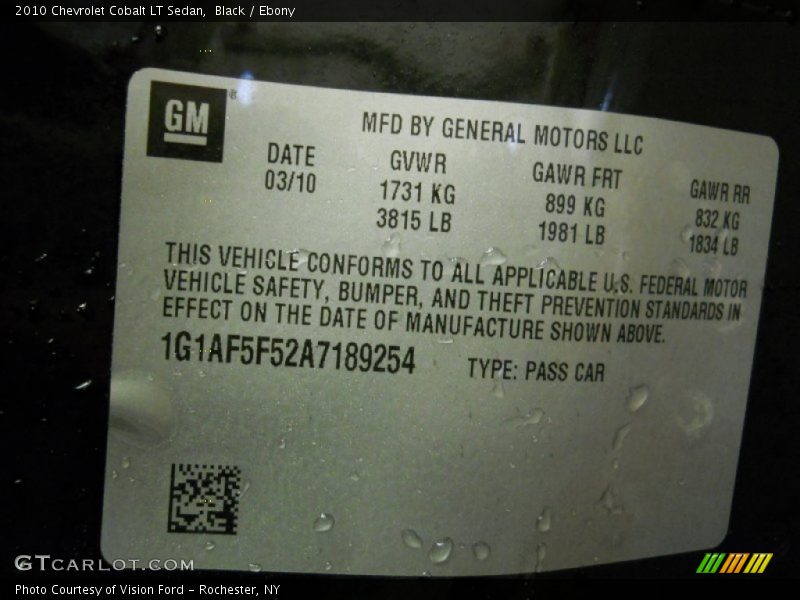 2010 Chevrolet Cobalt LT Sedan, Black / Ebony
GM®
MFD BY GENERAL MOTORS LLC
DATE GVWR GAWR FRT GAWR RR
03/10 1731 KG 899 KG 832 KG
3815 LB 1981 LB 1834 LB
THIS VEHICLE CONFORMS TO ALL APPLICABLE U.S. FEDERAL MOTOR
VEHICLE SAFETY, BUMPER, AND THEFT PREVENTION STANDARDS IN
EFFECT ON THE DATE OF MANUFACTURE SHOWN ABOVE.
1G1AF5F52A7189254 TYPE: PASS CAR
GTCARLOT.COM
Photo Courtesy of Vision Ford - Rochester, NY